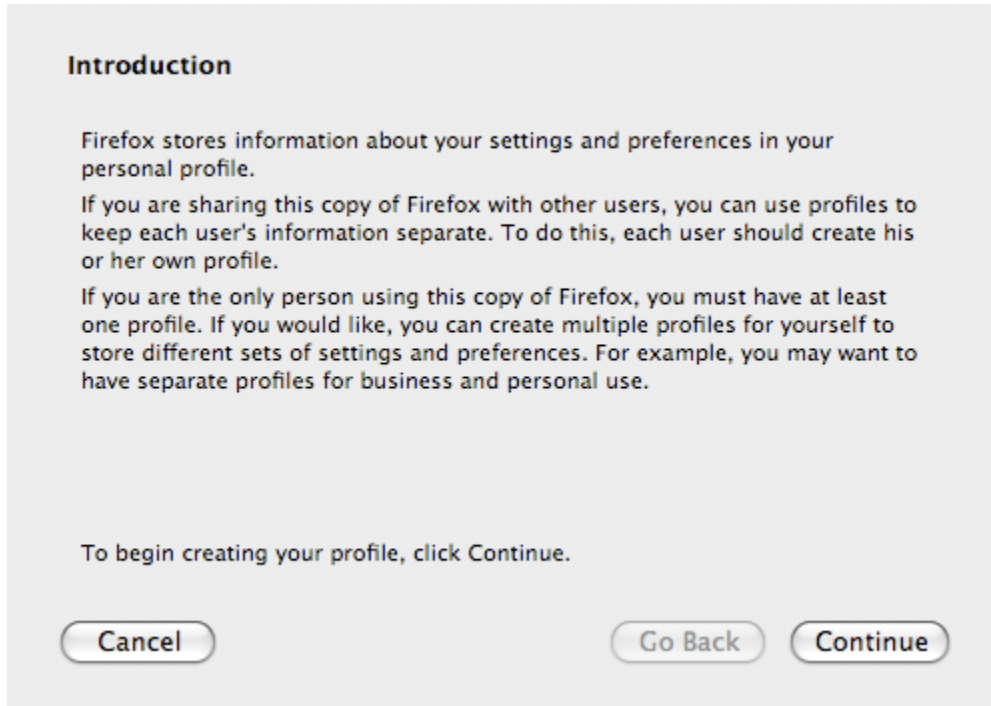 Introduction
Firefox stores information about your settings and preferences in your
personal profile.
If you are sharing this copy of Firefox with other users, you can use profiles to
keep each user's information separate. To do this, each user should create his
or her own profile.
If you are the only person using this copy of Firefox, you must have at least
one profile. If you would like, you can create multiple profiles for yourself to
store different sets of settings and preferences. For example, you may want to
have separate profiles for business and personal use.
To begin creating your profile, click Continue.
Cancel Go Back Continue